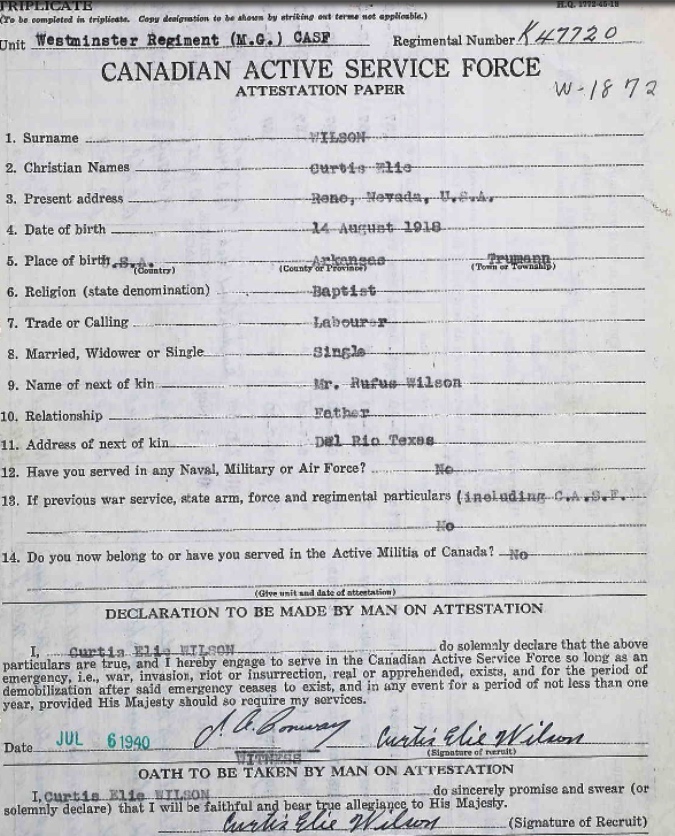 TRIPLICATE H.Q. 1772-45-18
(To be completed in triplicate. Copy designation to be shown by striking out terms not applicable.)
Unit Westminster Regiment (M.G.) CASF Regimental Number K47720
CANADIAN ACTIVE SERVICE FORCE
ATTESTATION PAPER W-1872
1. Surname WILSON
2. Christian Names Curtis Elie
3. Present address Reno, Nevada, U.S.A.
4. Date of birth 14 August 1918
5. Place of birth .S.A. Arkansas Trumann
(Country) (County or Province) (Town or Township)
6. Religion (state denomination) Baptist
7. Trade or Calling Labourer
8. Married, Widower or Single Single
9. Name of next of kin Mr. Rufus Wilson
10. Relationship Father
11. Address of next of kin Del Rio Texas
12. Have you served in any Naval, Military or Air Force? No
13. If previous war service, state arm, force and regimental particulars (including C.A.S.F.
No
14. Do you now belong to or have you served in the Active Militia of Canada? No
(Give unit and date of attestation)
DECLARATION TO BE MADE BY MAN ON ATTESTATION
I, Curtis Elie WILSON do solemnly declare that the above
particulars are true, and I hereby engage to serve in the Canadian Active Service Force so long as an
emergency, i.e., war, invasion, riot or insurrection, real or apprehended, exists, and for the period of
demobilization after said emergency ceases to exist, and in any event for a period of not less than one
year, provided His Majesty should so require my services.
Date JUL 6 1940 J. A. Conway Curtis Elie Wilson
WITNESS (Signature of recruit)
OATH TO BE TAKEN BY MAN ON ATTESTATION
I, Curtis Elie WILSON do sincerely promise and swear (or
solemnly declare) that I will be faithful and bear true allegiance to His Majesty.
Curtis Elie Wilson (Signature of Recruit)